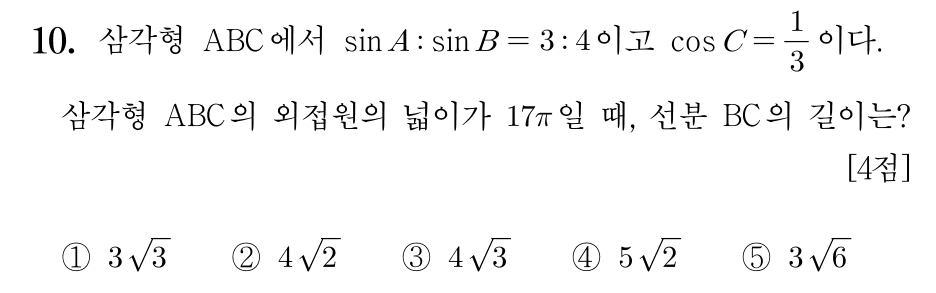 10. 삼각형 ABC에서 sin A : sin B = 3 : 4이고 cos C = 1/3 이다.
삼각형 ABC의 외접원의 넓이가 17π일 때, 선분 BC의 길이는?
[4점]
① 3√3 ② 4√2 ③ 4√3 ④ 5√2 ⑤ 3√6